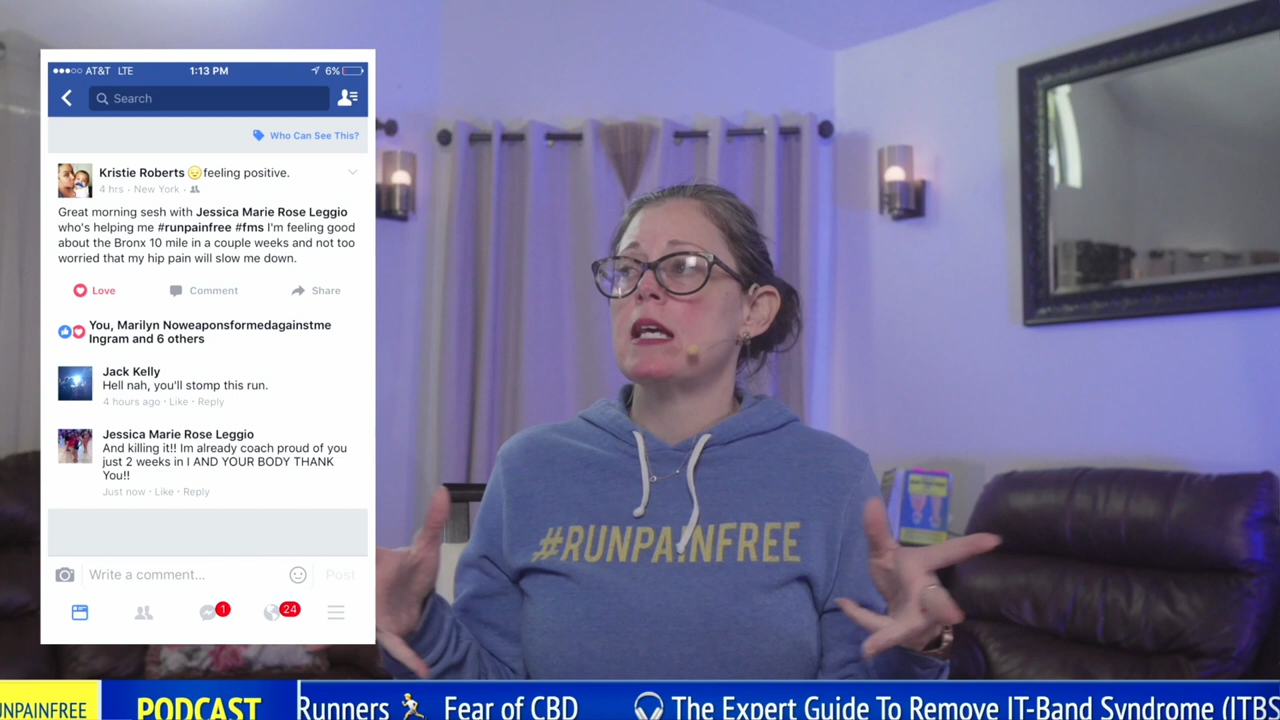 AT&T LTE 1:13 PM 6%
Search
Who Can See This?
Kristie Roberts feeling positive.
4 hrs · New York ·
Great morning sesh with Jessica Marie Rose Leggio
who's helping me #runpainfree #fms I'm feeling good
about the Bronx 10 mile in a couple weeks and not too
worried that my hip pain will slow me down.
Love Comment Share
You, Marilyn Noweaponsformedagainstme
Ingram and 6 others
Jack Kelly
Hell nah, you'll stomp this run.
4 hours ago · Like · Reply
Jessica Marie Rose Leggio
And killing it!! Im already coach proud of you
just 2 weeks in I AND YOUR BODY THANK
You!!
Just now · Like · Reply
Write a comment... Post
1 24
#RUNPAINFREE
UNPAINFREE PODCAST Runners Fear of CBD The Expert Guide To Remove IT-Band Syndrome (ITBS